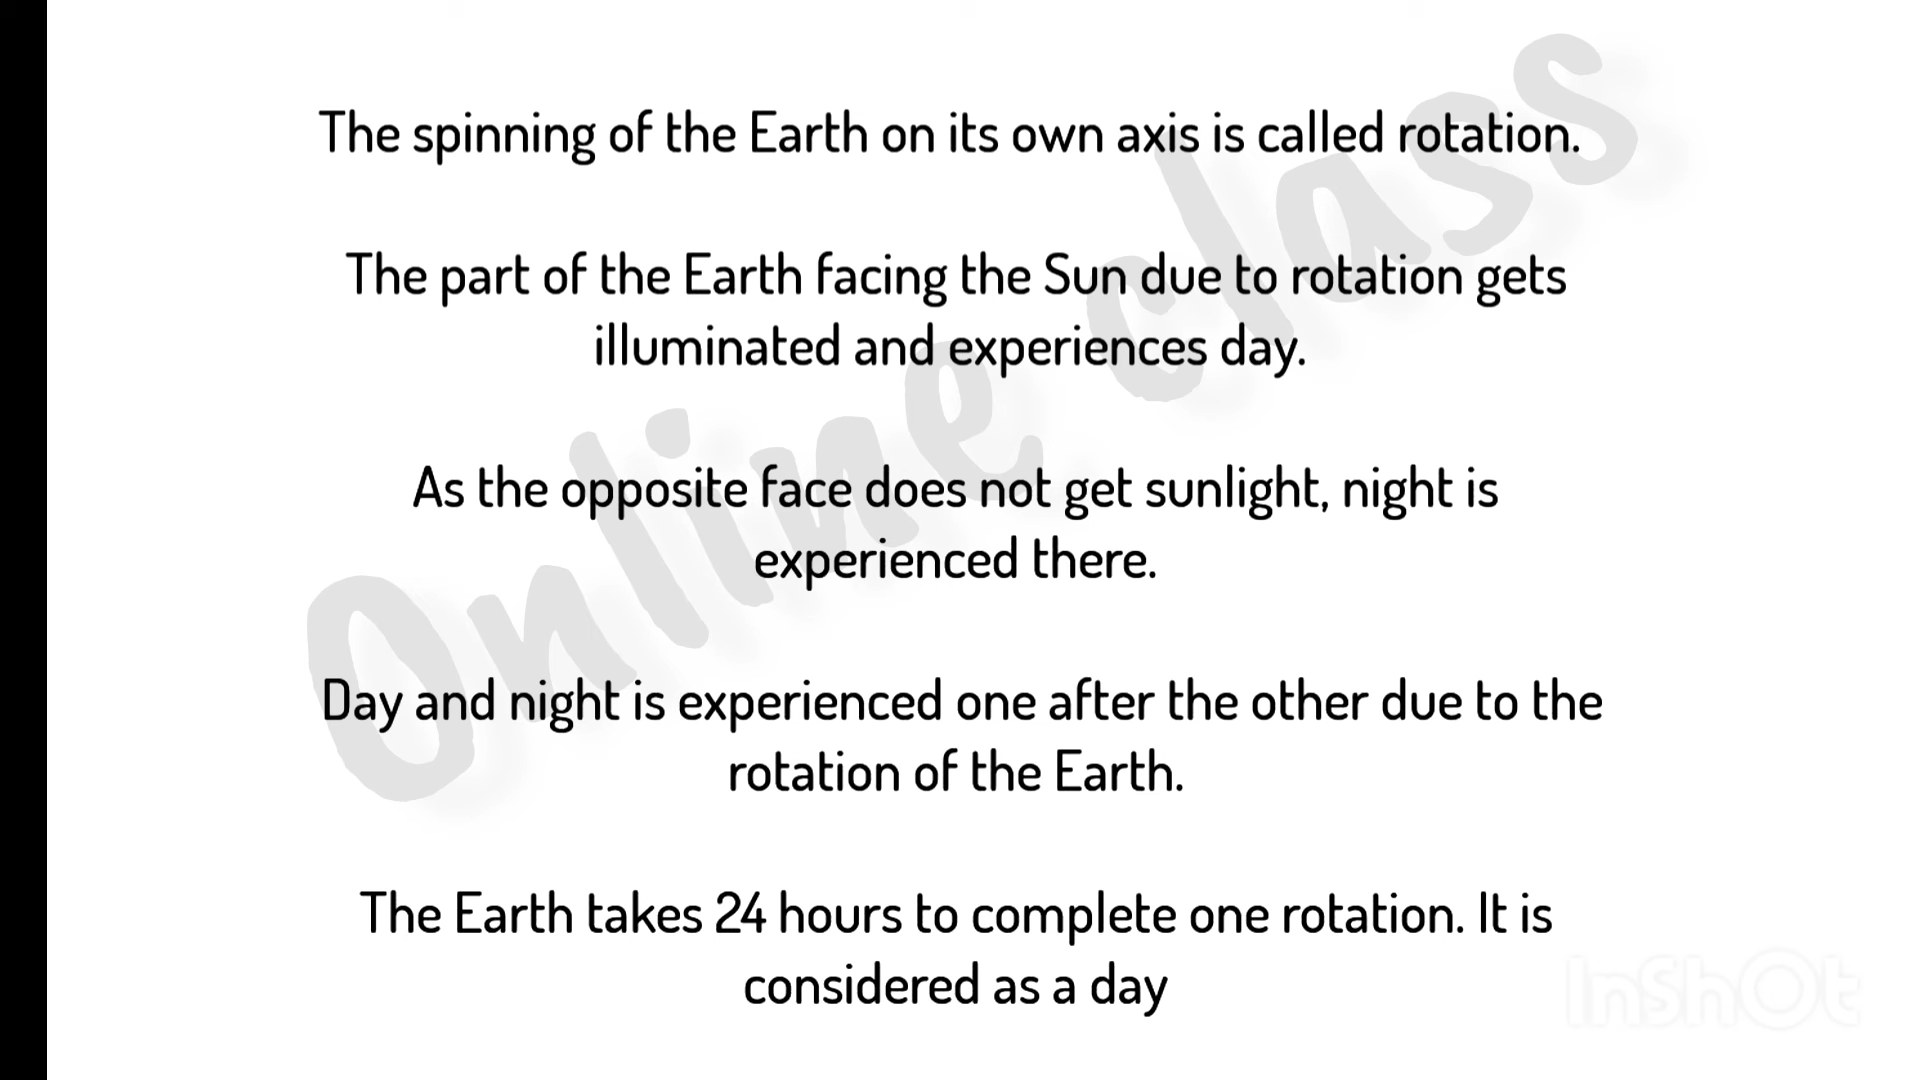 The spinning of the Earth on its own axis is called rotation.
The part of the Earth facing the Sun due to rotation gets
illuminated and experiences day.
As the opposite face does not get sunlight, night is
experienced there.
Day and night is experienced one after the other due to the
rotation of the Earth.
The Earth takes 24 hours to complete one rotation. It is
considered as a day
Online class
InShOt